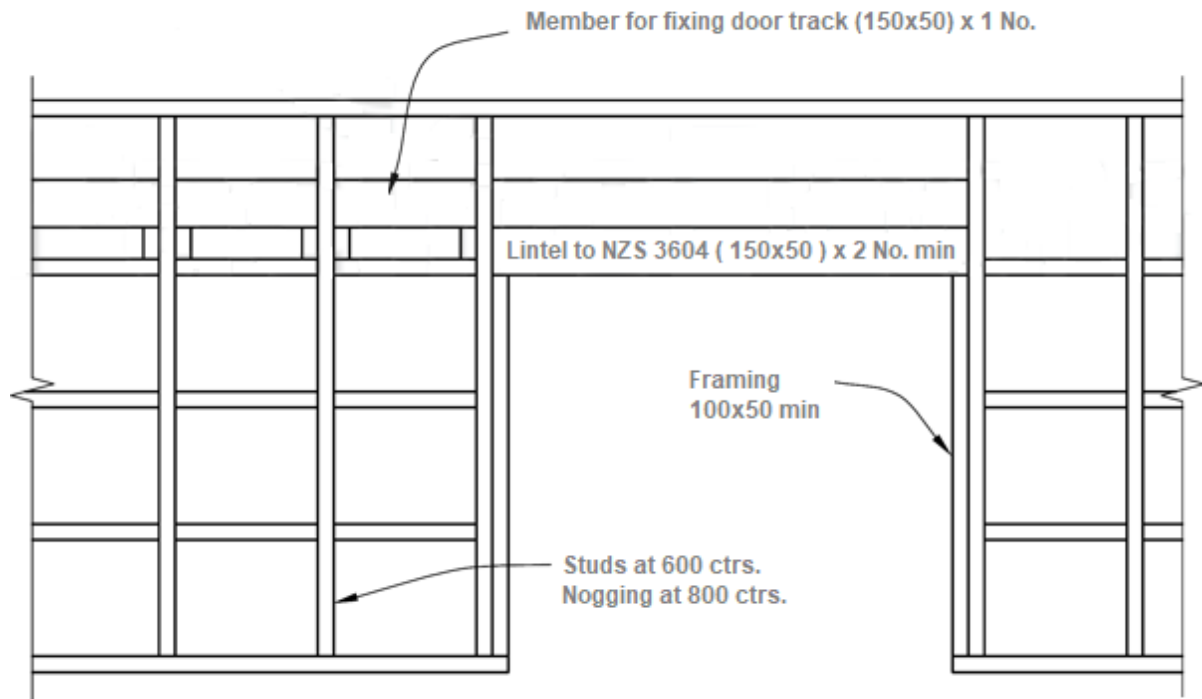 Member for fixing door track (150x50) x 1 No.
Lintel to NZS 3604 ( 150x50 ) x 2 No. min
Framing
100x50 min
Studs at 600 ctrs.
Nogging at 800 ctrs.